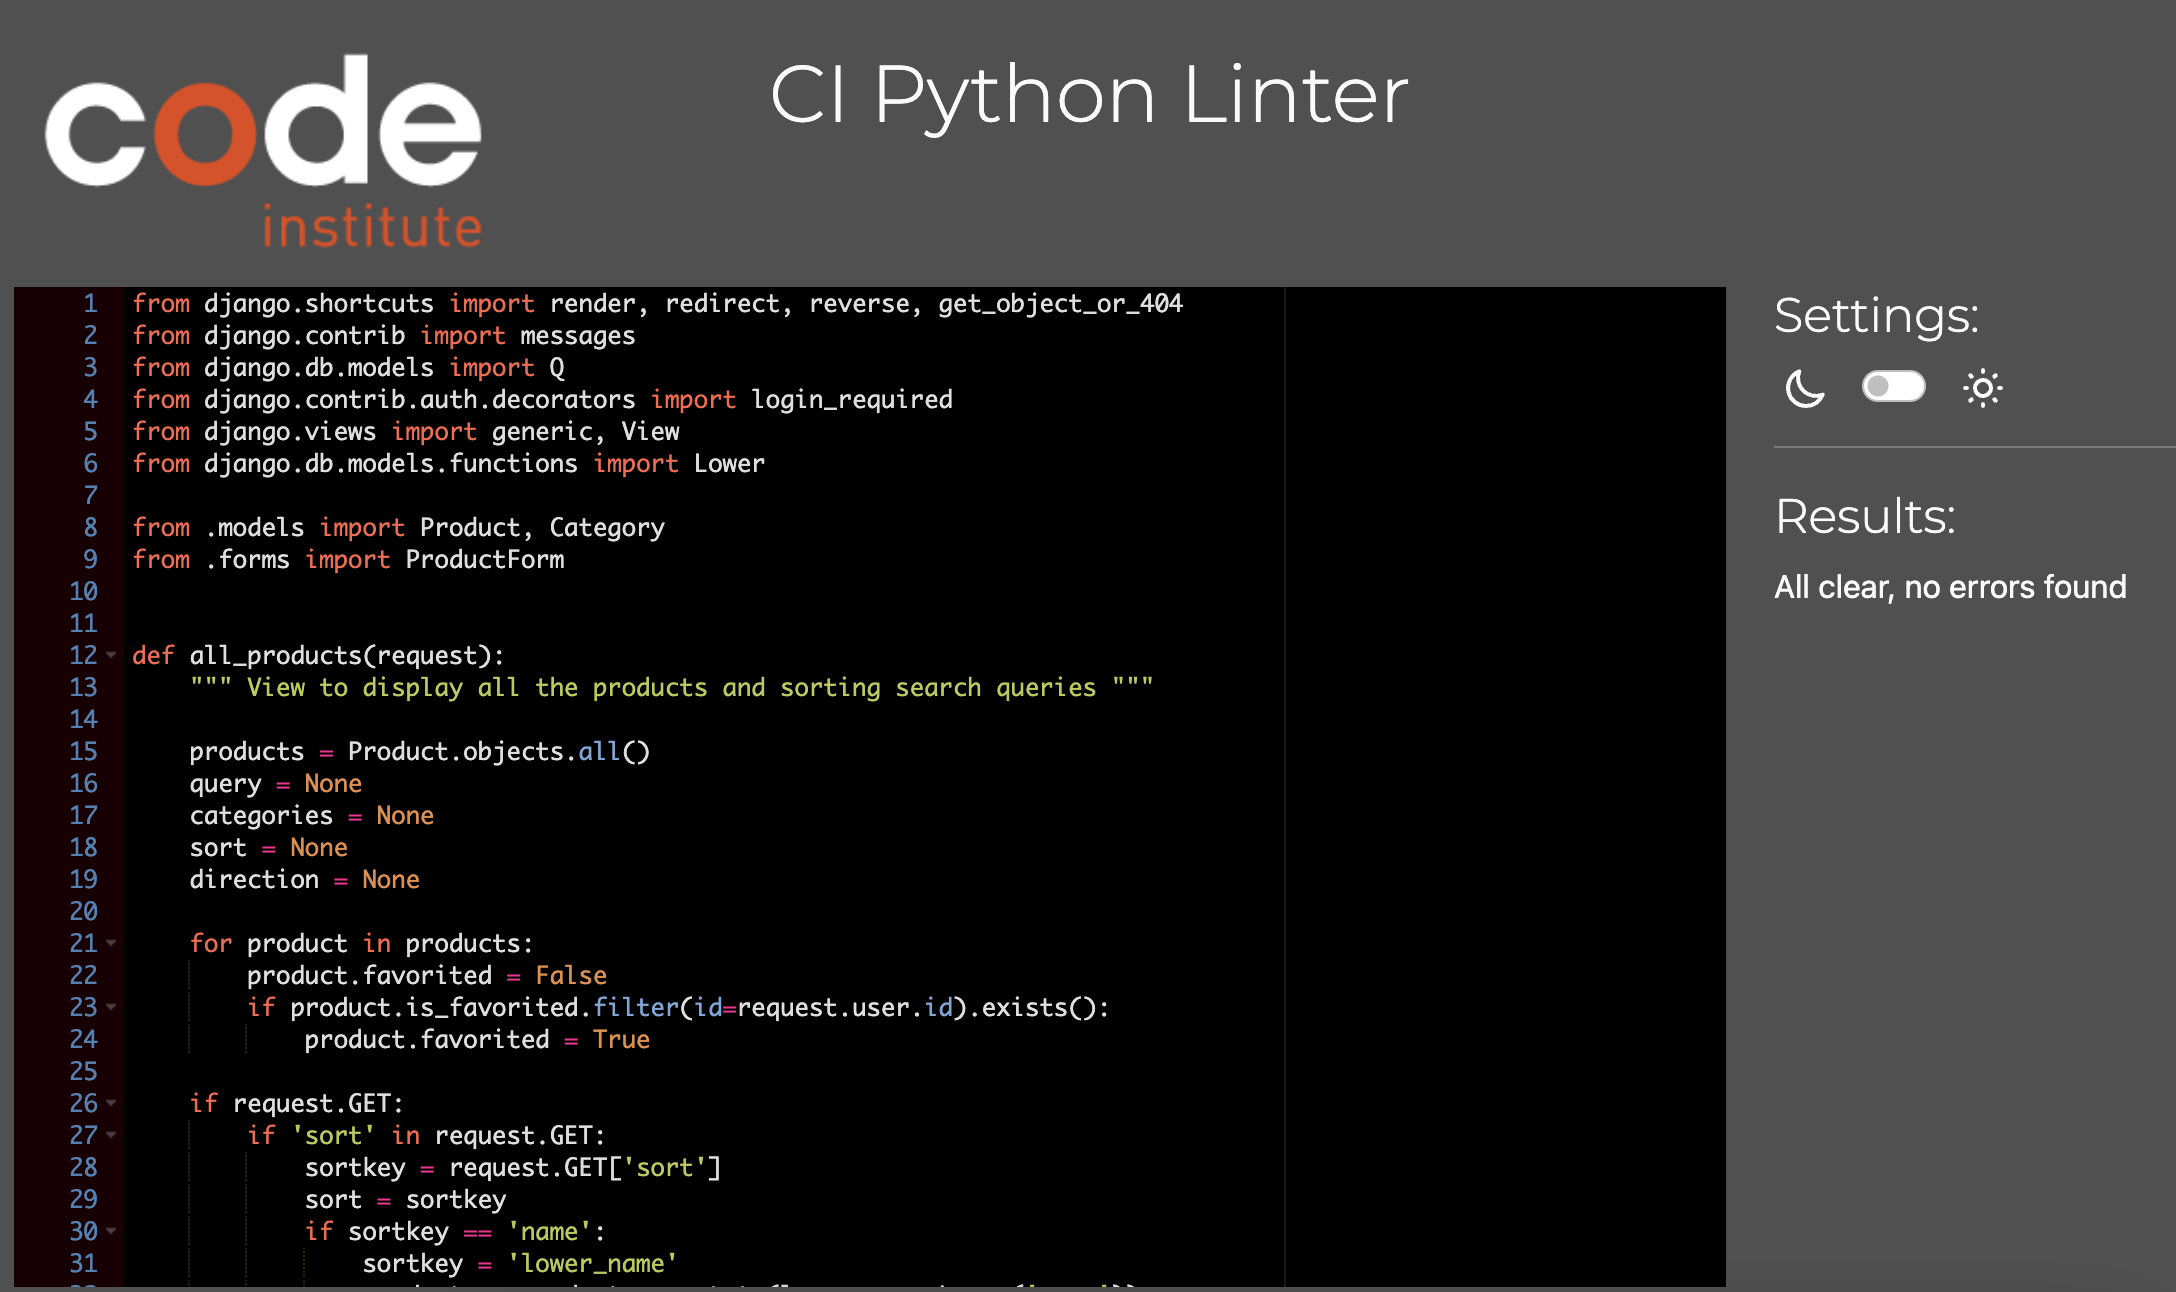 code
institute
CI Python Linter
1 from django.shortcuts import render, redirect, reverse, get_object_or_404
2 from django.contrib import messages
3 from django.db.models import Q
4 from django.contrib.auth.decorators import login_required
5 from django.views import generic, View
6 from django.db.models.functions import Lower
7
8 from .models import Product, Category
9 from .forms import ProductForm
10
11
12 def all_products(request):
13     """ View to display all the products and sorting search queries """
14
15     products = Product.objects.all()
16     query = None
17     categories = None
18     sort = None
19     direction = None
20
21     for product in products:
22         product.favorited = False
23         if product.is_favorited.filter(id=request.user.id).exists():
24             product.favorited = True
25
26     if request.GET:
27         if 'sort' in request.GET:
28             sortkey = request.GET['sort']
29             sort = sortkey
30             if sortkey == 'name':
31                 sortkey = 'lower_name'
Settings:
Results:
All clear, no errors found